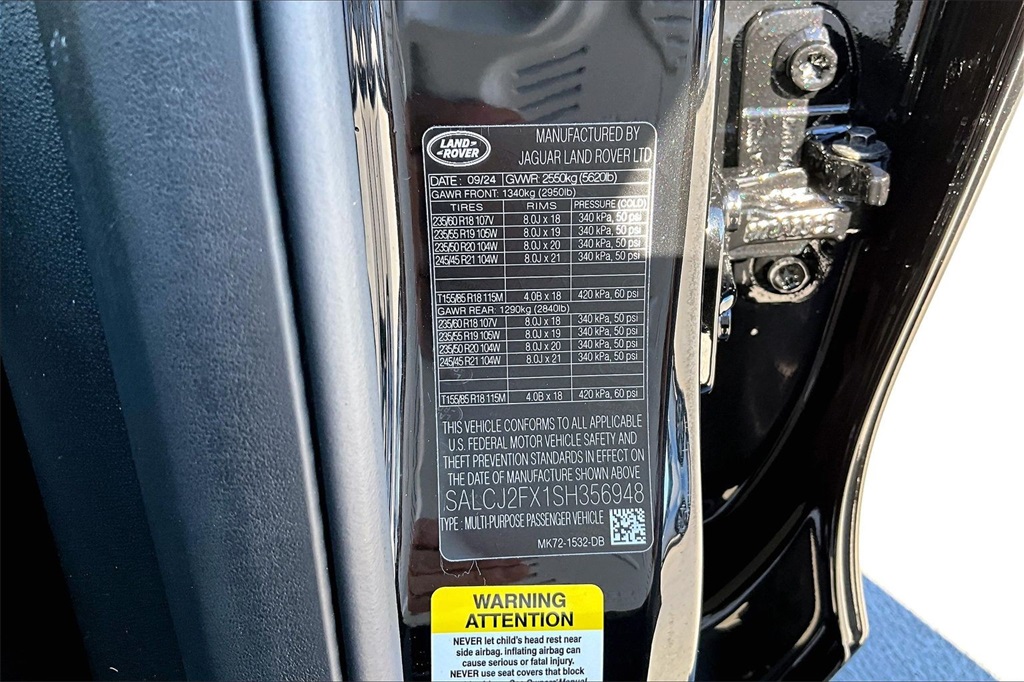 LAND
ROVER
MANUFACTURED BY
JAGUAR LAND ROVER LTD
DATE : 09/24 GVWR: 2550kg (5620lb)
GAWR FRONT: 1340kg (2950lb)
TIRES RIMS PRESSURE (COLD)
235/60 R18 107V 8.0J x 18 340 kPa, 50 psi
235/55 R19 105W 8.0J x 19 340 kPa, 50 psi
235/50 R20 104W 8.0J x 20 340 kPa, 50 psi
245/45 R21 104W 8.0J x 21 340 kPa, 50 psi
T155/85 R18 115M 4.0B x 18 420 kPa, 60 psi
GAWR REAR: 1290kg (2840lb)
235/60 R18 107V 8.0J x 18 340 kPa, 50 psi
235/55 R19 105W 8.0J x 19 340 kPa, 50 psi
235/50 R20 104W 8.0J x 20 340 kPa, 50 psi
245/45 R21 104W 8.0J x 21 340 kPa, 50 psi
T155/85 R18 115M 4.0B x 18 420 kPa, 60 psi
THIS VEHICLE CONFORMS TO ALL APPLICABLE
U.S. FEDERAL MOTOR VEHICLE SAFETY AND
THEFT PREVENTION STANDARDS IN EFFECT ON
THE DATE OF MANUFACTURE SHOWN ABOVE
SALCJ2FX1SH356948
TYPE : MULTI-PURPOSE PASSENGER VEHICLE
MK72-1532-DB
WARNING
ATTENTION
NEVER let child's head rest near
side airbag. inflating airbag can
cause serious or fatal injury.
NEVER use seat covers that block